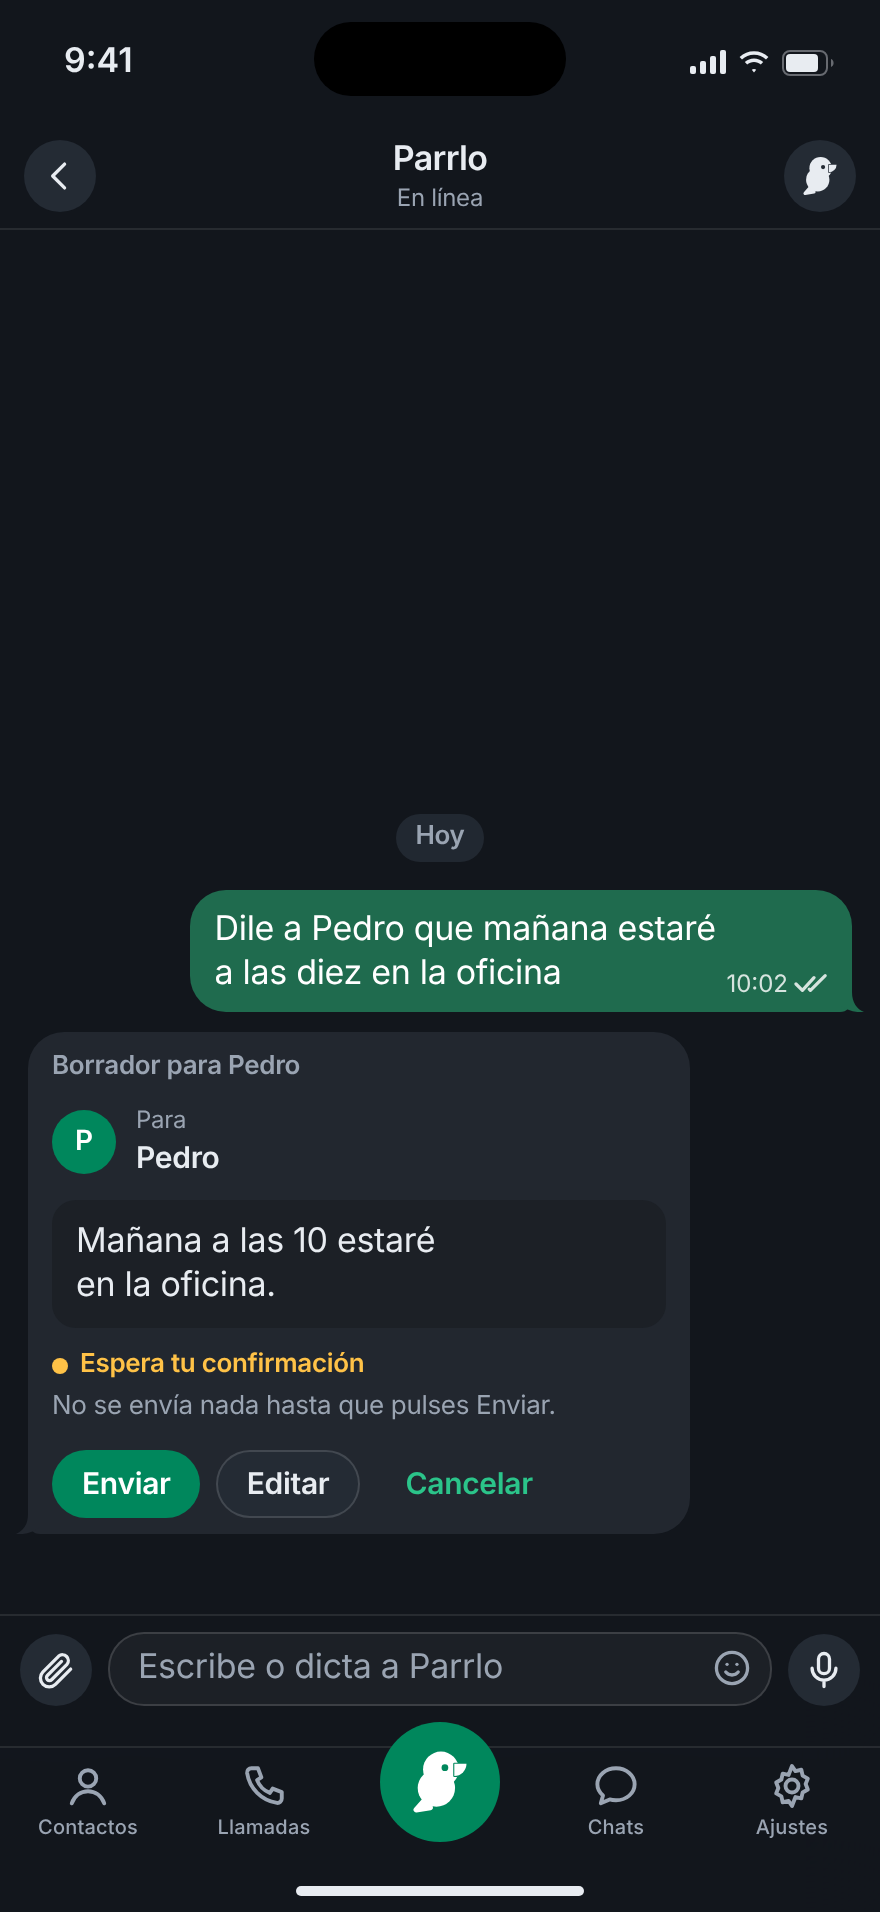 9:41
Parrlo
En línea
Hoy
Dile a Pedro que mañana estaré
a las diez en la oficina
10:02
Borrador para Pedro
P
Para
Pedro
Mañana a las 10 estaré
en la oficina.
Espera tu confirmación
No se envía nada hasta que pulses Enviar.
Enviar
Editar
Cancelar
Escribe o dicta a Parrlo
Contactos
Llamadas
Chats
Ajustes